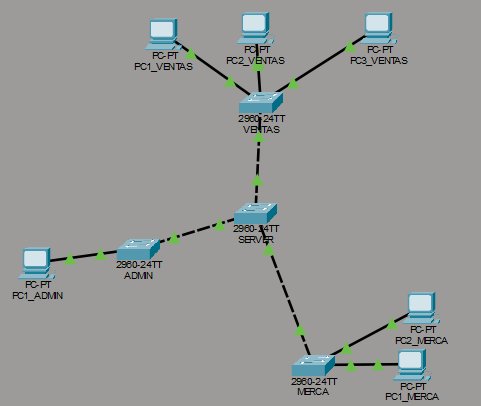 PC-PT
PC1_VENTAS
PC-PT
PC2_VENTAS
PC-PT
PC3_VENTAS
2960-24TT
VENTAS
2960-24TT
SERVER
2960-24TT
ADMIN
PC-PT
PC1_ADMIN
PC-PT
PC2_MERCA
2960-24TT
MERCA
PC-PT
PC1_MERCA